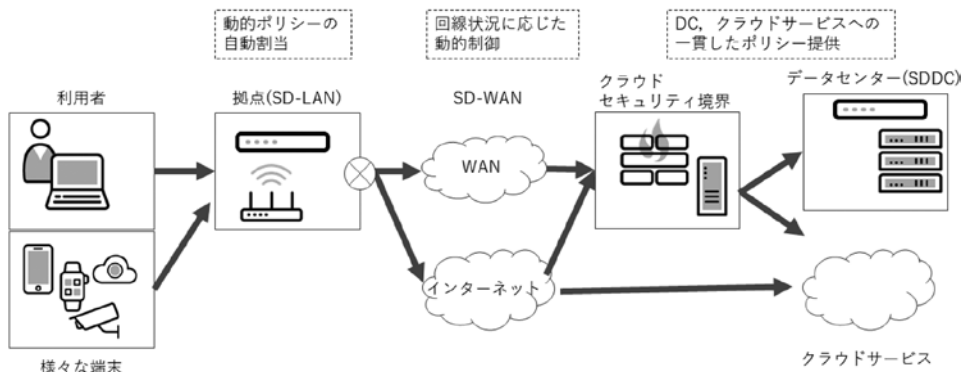 動的ポリシーの
自動割当
回線状況に応じた
動的制御
DC，クラウドサービスへの
一貫したポリシー提供
利用者
拠点(SD-LAN)
SD-WAN
クラウド
セキュリティ境界
データセンター(SDDC)
WAN
インターネット
様々な端末
クラウドサービス